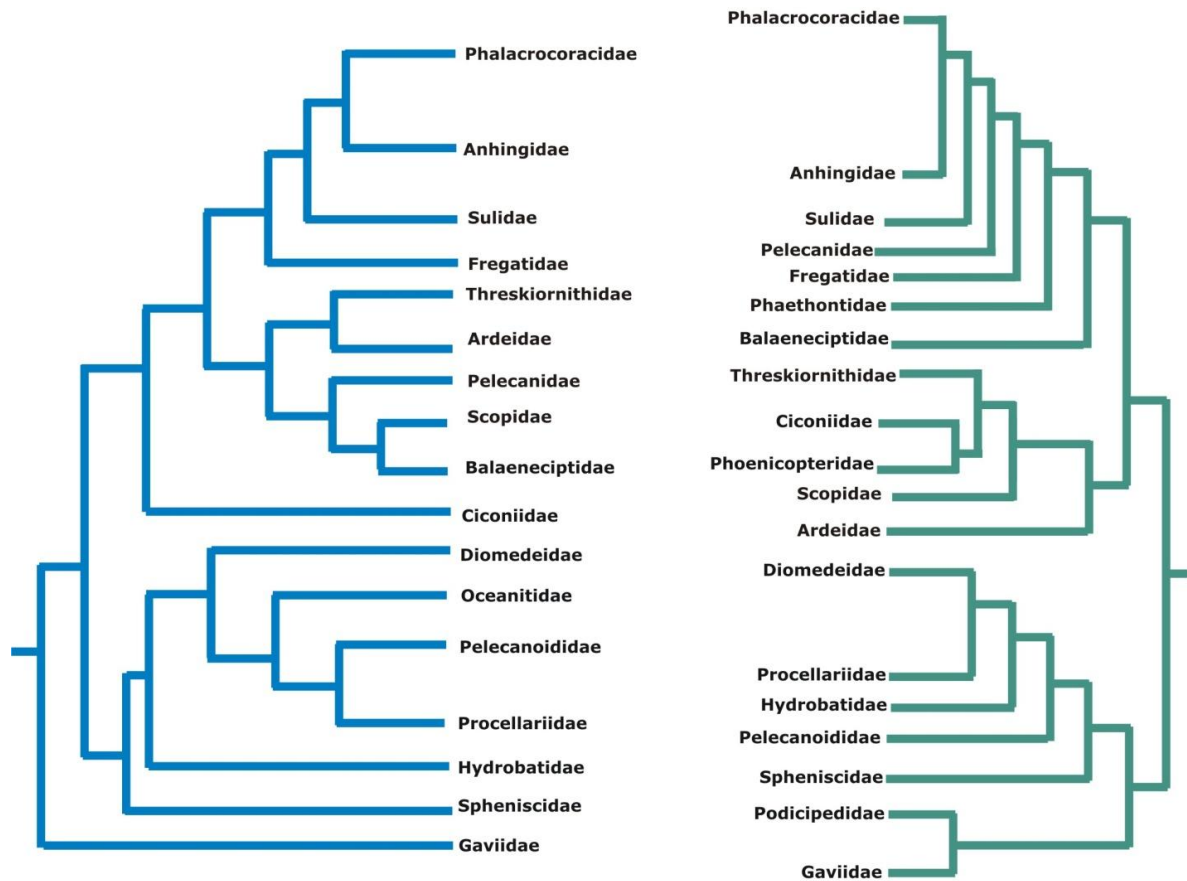 Phalacrocoracidae
Anhingidae
Sulidae
Fregatidae
Threskiornithidae
Ardeidae
Pelecanidae
Scopidae
Balaeneciptidae
Ciconiidae
Diomedeidae
Oceanitidae
Pelecanoididae
Procellariidae
Hydrobatidae
Spheniscidae
Gaviidae
Phalacrocoracidae
Anhingidae
Sulidae
Pelecanidae
Fregatidae
Phaethontidae
Balaeneciptidae
Threskiornithidae
Ciconiidae
Phoenicopteridae
Scopidae
Ardeidae
Diomedeidae
Procellariidae
Hydrobatidae
Pelecanoididae
Spheniscidae
Podicipedidae
Gaviidae